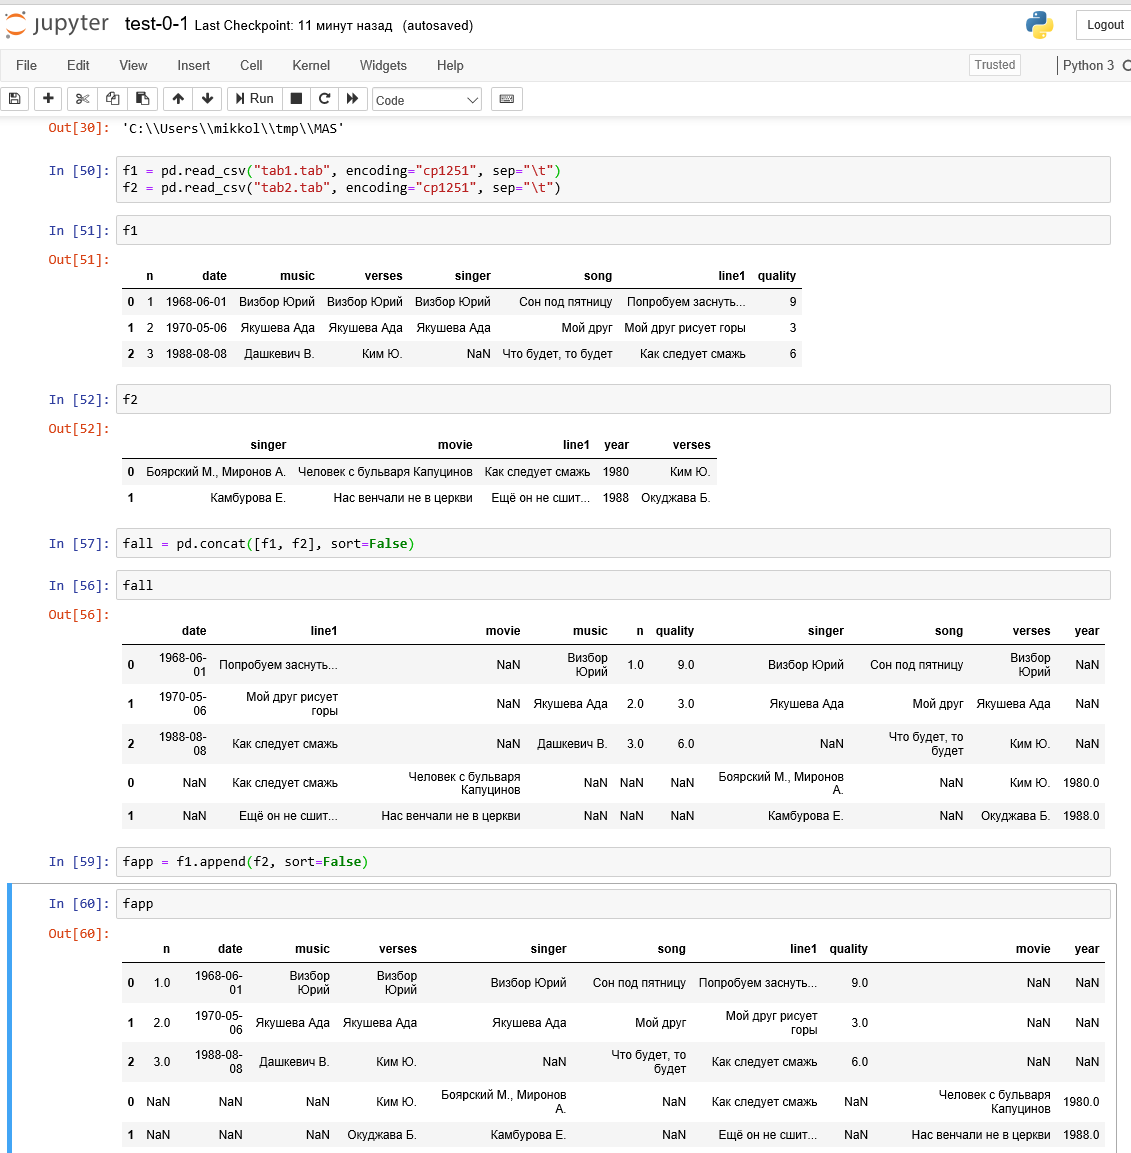 jupyter test-0-1 Last Checkpoint: 11 минут назад (autosaved) Logout
File Edit View Insert Cell Kernel Widgets Help Trusted Python 3
Run Code
Out[30]: 'C:\\Users\\mikkol\\tmp\\MAS'
In [50]: f1 = pd.read_csv("tab1.tab", encoding="cp1251", sep="\t")
f2 = pd.read_csv("tab2.tab", encoding="cp1251", sep="\t")
In [51]: f1
Out[51]:
n date music verses singer song line1 quality
0 1 1968-06-01 Визбор Юрий Визбор Юрий Визбор Юрий Сон под пятницу Попробуем заснуть... 9
1 2 1970-05-06 Якушева Ада Якушева Ада Якушева Ада Мой друг Мой друг рисует горы 3
2 3 1988-08-08 Дашкевич В. Ким Ю. NaN Что будет, то будет Как следует смажь 6
In [52]: f2
Out[52]:
singer movie line1 year verses
0 Боярский М., Миронов А. Человек с бульваря Капуцинов Как следует смажь 1980 Ким Ю.
1 Камбурова Е. Нас венчали не в церкви Ещё он не сшит... 1988 Окуджава Б.
In [57]: fall = pd.concat([f1, f2], sort=False)
In [56]: fall
Out[56]:
date line1 movie music n quality singer song verses year
0 1968-06-
01 Попробуем заснуть... NaN Визбор
Юрий 1.0 9.0 Визбор Юрий Сон под пятницу Визбор
Юрий NaN
1 1970-05-
06 Мой друг рисует
горы NaN Якушева Ада 2.0 3.0 Якушева Ада Мой друг Якушева Ада NaN
2 1988-08-
08 Как следует смажь NaN Дашкевич В. 3.0 6.0 NaN Что будет, то
будет Ким Ю. NaN
0 NaN Как следует смажь Человек с бульваря
Капуцинов NaN NaN NaN Боярский М., Миронов
А. NaN Ким Ю. 1980.0
1 NaN Ещё он не сшит... Нас венчали не в церкви NaN NaN NaN Камбурова Е. NaN Окуджава Б. 1988.0
In [59]: fapp = f1.append(f2, sort=False)
In [60]: fapp
Out[60]:
n date music verses singer song line1 quality movie year
0 1.0 1968-06-
01 Визбор
Юрий Визбор
Юрий Визбор Юрий Сон под пятницу Попробуем заснуть... 9.0 NaN NaN
1 2.0 1970-05-
06 Якушева Ада Якушева Ада Якушева Ада Мой друг Мой друг рисует
горы 3.0 NaN NaN
2 3.0 1988-08-
08 Дашкевич В. Ким Ю. NaN Что будет, то
будет Как следует смажь 6.0 NaN NaN
0 NaN NaN NaN Ким Ю. Боярский М., Миронов
А. NaN Как следует смажь NaN Человек с бульваря
Капуцинов 1980.0
1 NaN NaN NaN Окуджава Б. Камбурова Е. NaN Ещё он не сшит... NaN Нас венчали не в церкви 1988.0